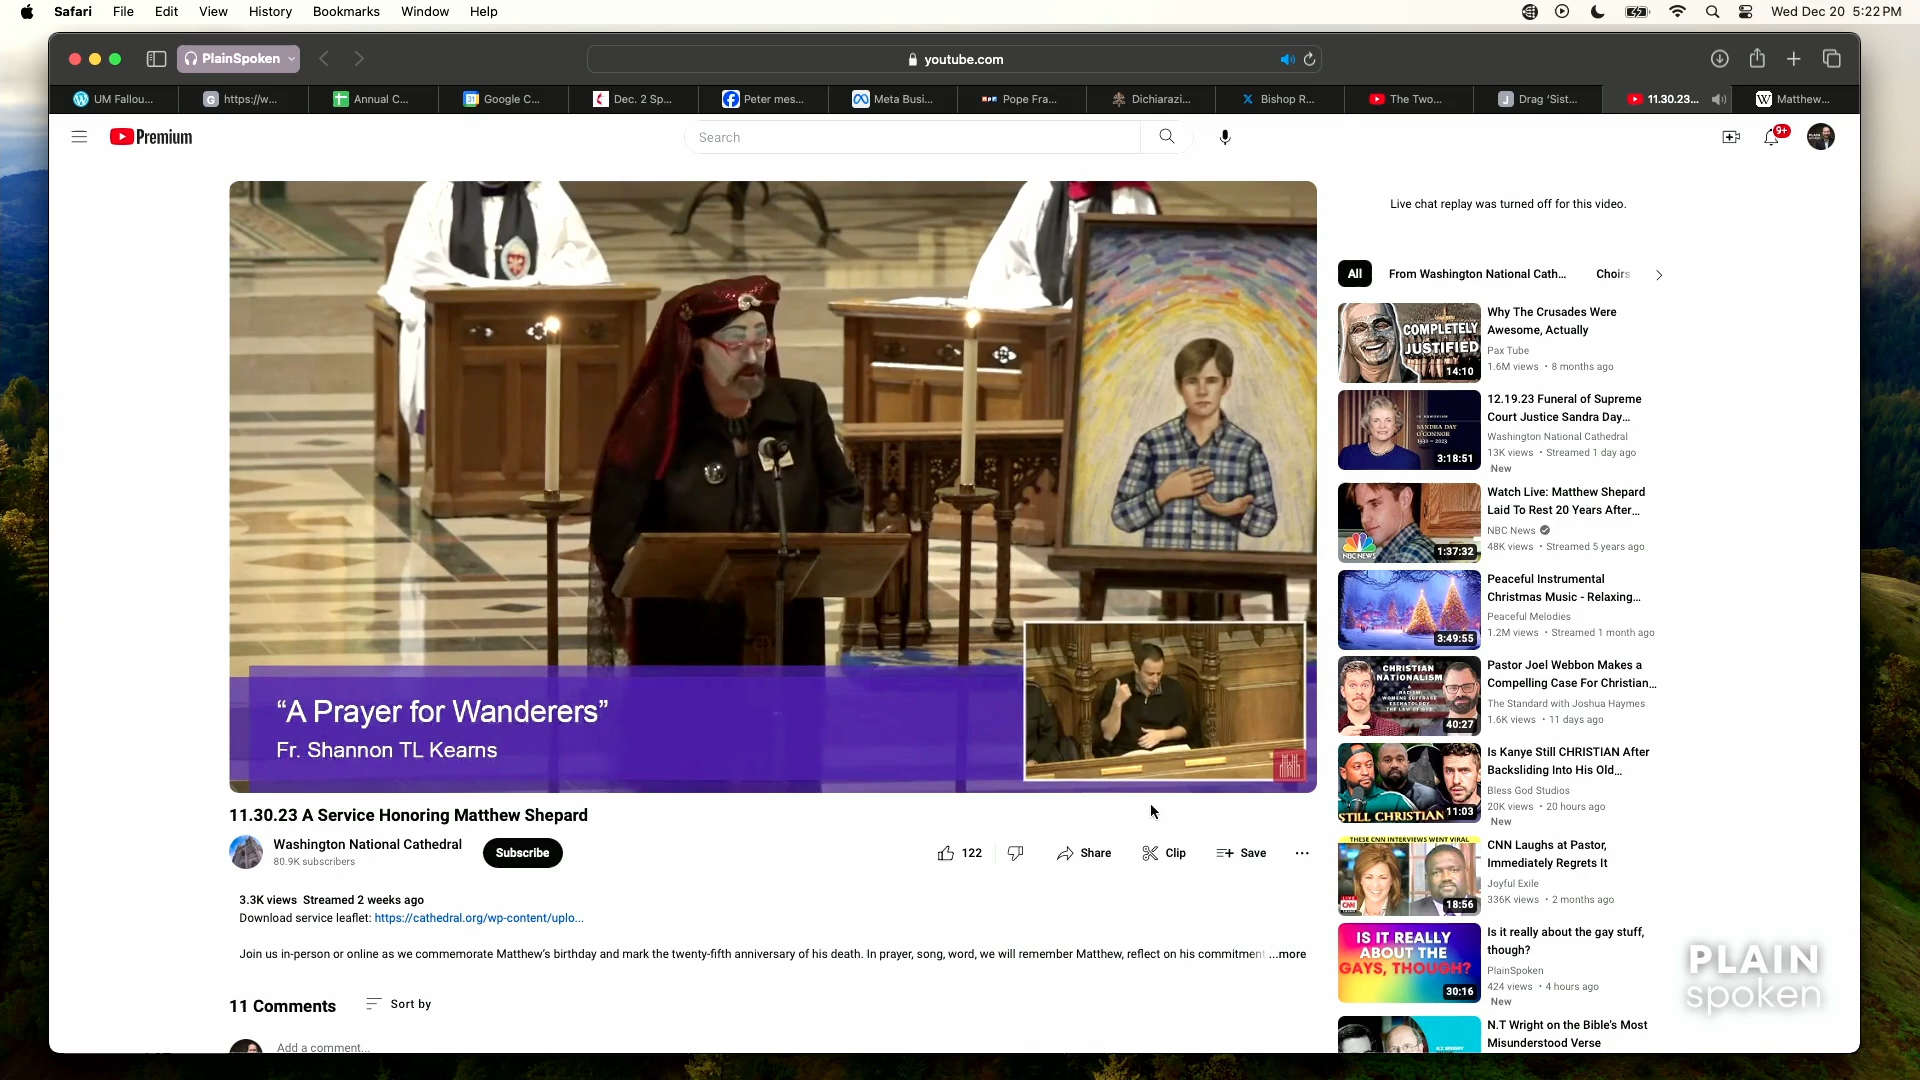 Safari File Edit View History Bookmarks Window Help
Wed Dec 20 5:22 PM
PlainSpoken
youtube.com
UM Fallou...
https://w...
Annual C...
Google C...
Dec. 2 Sp...
Peter mes...
Meta Busi...
Pope Fra...
Dichiarazi...
Bishop R...
The Two...
Drag ‘Sist...
11.30.23...
Matthew...
Premium
Search
9+
“A Prayer for Wanderers”
Fr. Shannon TL Kearns
11.30.23 A Service Honoring Matthew Shepard
Washington National Cathedral
80.9K subscribers
Subscribe
122
Share
Clip
Save
3.3K views Streamed 2 weeks ago
Download service leaflet: https://cathedral.org/wp-content/uplo...
Join us in-person or online as we commemorate Matthew’s birthday and mark the twenty-fifth anniversary of his death. In prayer, song, word, we will remember Matthew, reflect on his commitment ...more
11 Comments
Sort by
Add a comment...
Live chat replay was turned off for this video.
All
From Washington National Cath...
Choirs
COMPLETELY
JUSTIFIED
14:10
Why The Crusades Were
Awesome, Actually
Pax Tube
1.6M views • 8 months ago
SANDRA DAY
O'CONNOR
3:18:51
12.19.23 Funeral of Supreme
Court Justice Sandra Day...
Washington National Cathedral
13K views • Streamed 1 day ago
New
NBC NEWS
1:37:32
Watch Live: Matthew Shepard
Laid To Rest 20 Years After...
NBC News
48K views • Streamed 5 years ago
3:49:55
Peaceful Instrumental
Christmas Music - Relaxing...
Peaceful Melodies
1.2M views • Streamed 1 month ago
CHRISTIAN
NATIONALISM
40:27
Pastor Joel Webbon Makes a
Compelling Case For Christian...
The Standard with Joshua Haymes
1.6K views • 11 days ago
STILL CHRISTIAN
11:03
Is Kanye Still CHRISTIAN After
Backsliding Into His Old...
Bless God Studios
20K views • 20 hours ago
New
THESE CNN INTERVIEWS WENT VIRAL
LIVE
CNN
18:56
CNN Laughs at Pastor,
Immediately Regrets It
Joyful Exile
336K views • 2 months ago
IS IT REALLY
ABOUT THE
GAYS, THOUGH?
30:16
Is it really about the gay stuff,
though?
PlainSpoken
424 views • 4 hours ago
New
N.T Wright on the Bible's Most
Misunderstood Verse
PLAIN
spoken